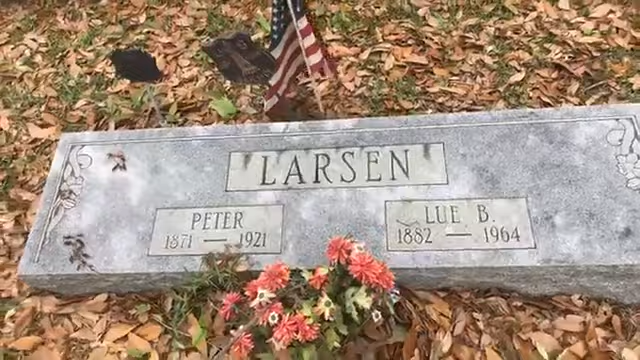 LARSEN
PETER
1871 — 1921
LUE B.
1882 — 1964